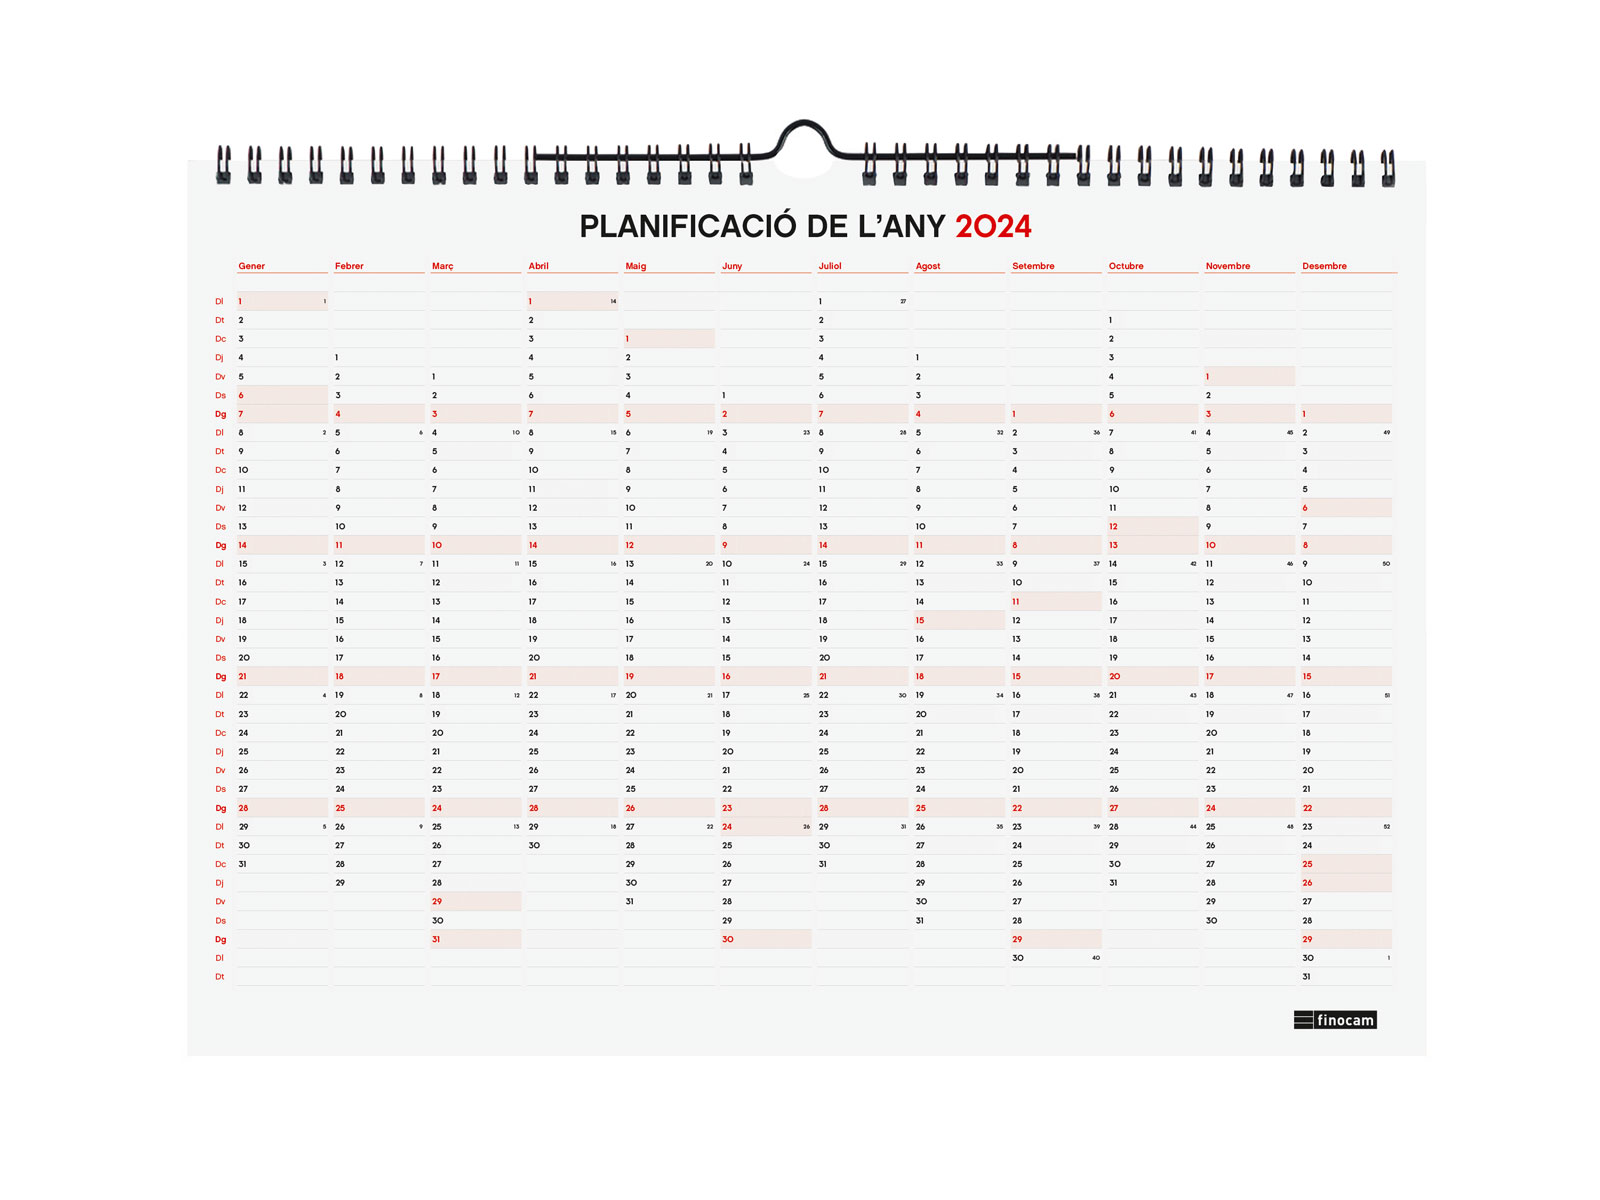 PLANIFICACIÓ DE L'ANY 2024
Gener Febrer Març Abril Maig Juny Juliol Agost Setembre Octubre Novembre Desembre
Dl 1 1 1 14 1 27
Dt 2 2 2 1
Dc 3 3 1 3 2
Dj 4 1 4 2 4 1 3
Dv 5 2 1 5 3 5 2 4 1
Ds 6 3 2 6 4 1 6 3 5 2
Dg 7 4 3 7 5 2 7 4 1 6 3 1
Dl 8 2 5 6 4 10 8 15 6 19 3 23 8 28 5 32 2 36 7 41 4 45 2 49
Dt 9 6 5 9 7 4 9 6 3 8 5 3
Dc 10 7 6 10 8 5 10 7 4 9 6 4
Dj 11 8 7 11 9 6 11 8 5 10 7 5
Dv 12 9 8 12 10 7 12 9 6 11 8 6
Ds 13 10 9 13 11 8 13 10 7 12 9 7
Dg 14 11 10 14 12 9 14 11 8 13 10 8
Dl 15 3 12 7 11 11 15 16 13 20 10 24 15 29 12 33 9 37 14 42 11 46 9 50
Dt 16 13 12 16 14 11 16 13 10 15 12 10
Dc 17 14 13 17 15 12 17 14 11 16 13 11
Dj 18 15 14 18 16 13 18 15 12 17 14 12
Dv 19 16 15 19 17 14 19 16 13 18 15 13
Ds 20 17 16 20 18 15 20 17 14 19 16 14
Dg 21 18 17 21 19 16 21 18 15 20 17 15
Dl 22 4 19 8 18 12 22 17 20 21 17 25 22 30 19 34 16 38 21 43 18 47 16 51
Dt 23 20 19 23 21 18 23 20 17 22 19 17
Dc 24 21 20 24 22 19 24 21 18 23 20 18
Dj 25 22 21 25 23 20 25 22 19 24 21 19
Dv 26 23 22 26 24 21 26 23 20 25 22 20
Ds 27 24 23 27 25 22 27 24 21 26 23 21
Dg 28 25 24 28 26 23 28 25 22 27 24 22
Dl 29 5 26 9 25 13 29 18 27 22 24 26 29 31 26 35 23 39 28 44 25 48 23 52
Dt 30 27 26 30 28 25 30 27 24 29 26 24
Dc 31 28 27 29 26 31 28 25 30 27 25
Dj 29 28 30 27 29 26 31 28 26
Dv 29 31 28 30 27 29 27
Ds 30 29 31 28 30 28
Dg 31 30 29 29
Dl 30 40 30 1
Dt 31
finocam